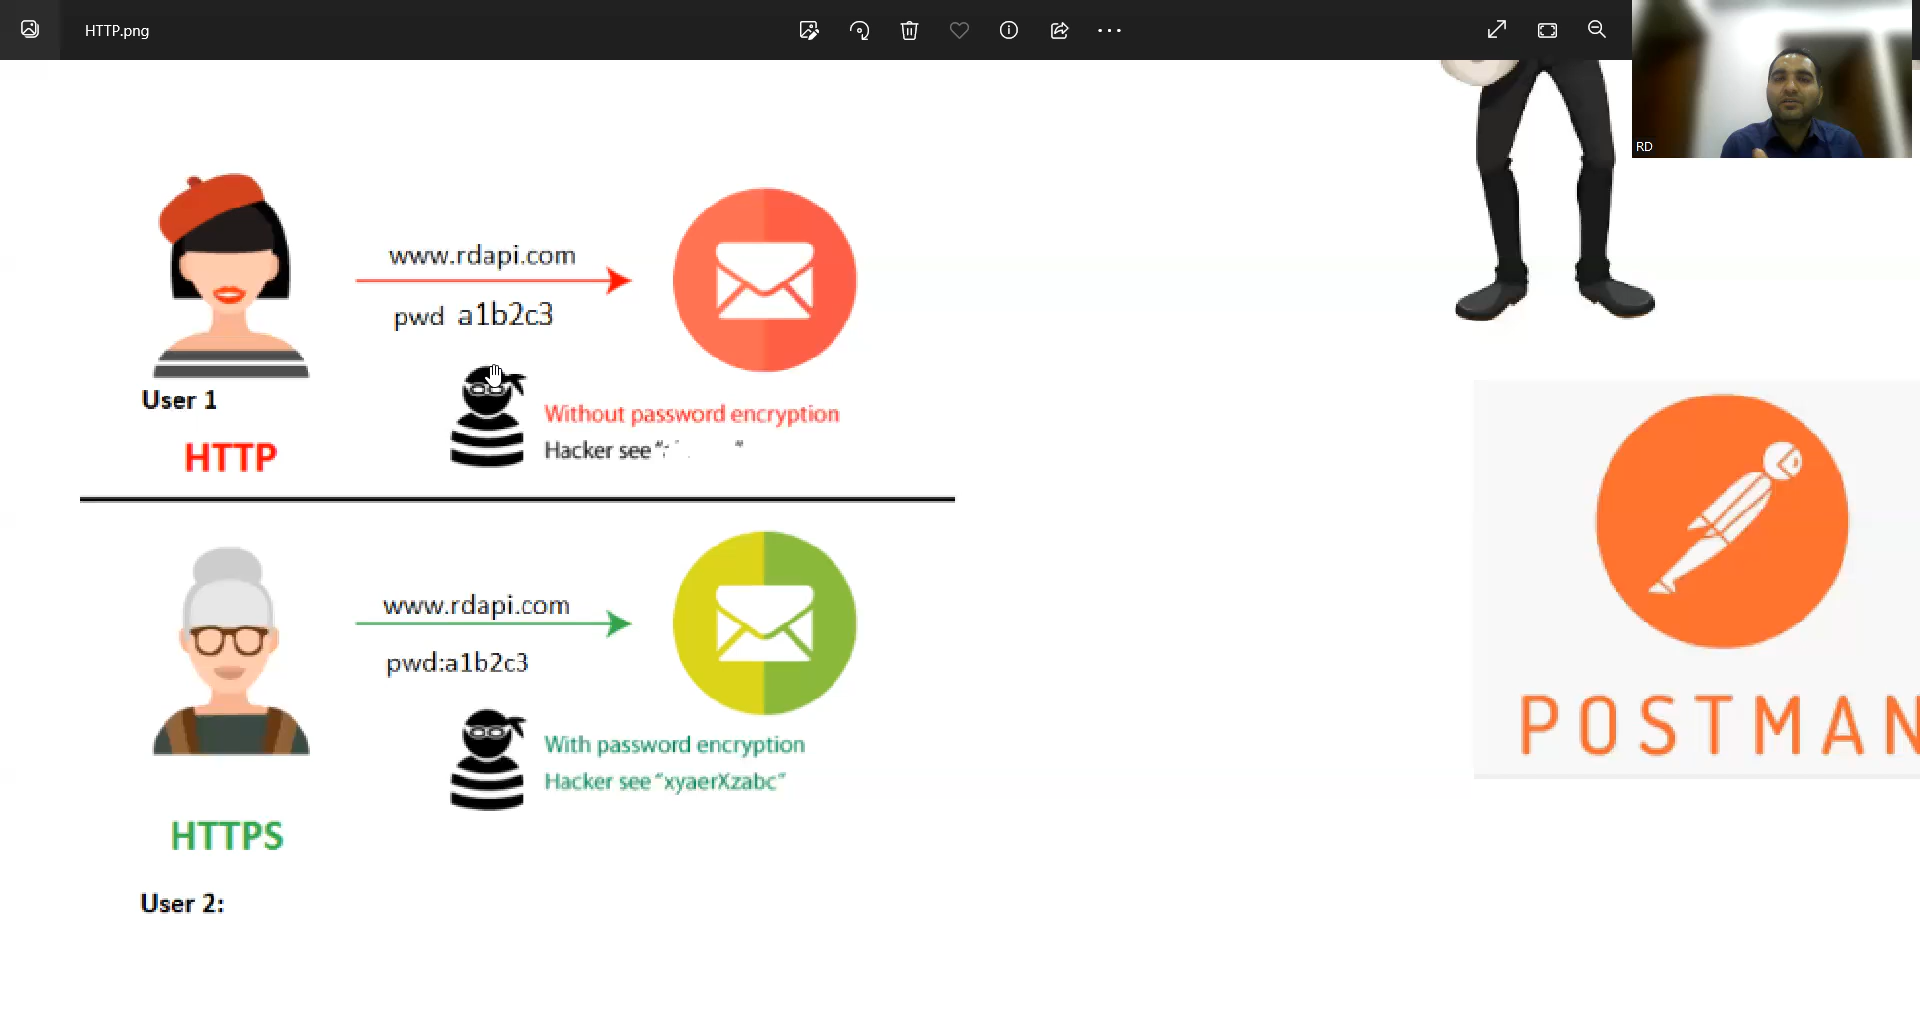 HTTP.png
RD
www.rdapi.com
pwd a1b2c3
User 1
Without password encryption
Hacker see “ ”
HTTP
www.rdapi.com
pwd:a1b2c3
With password encryption
Hacker see “xyaerXzabc”
HTTPS
User 2:
POSTMAN